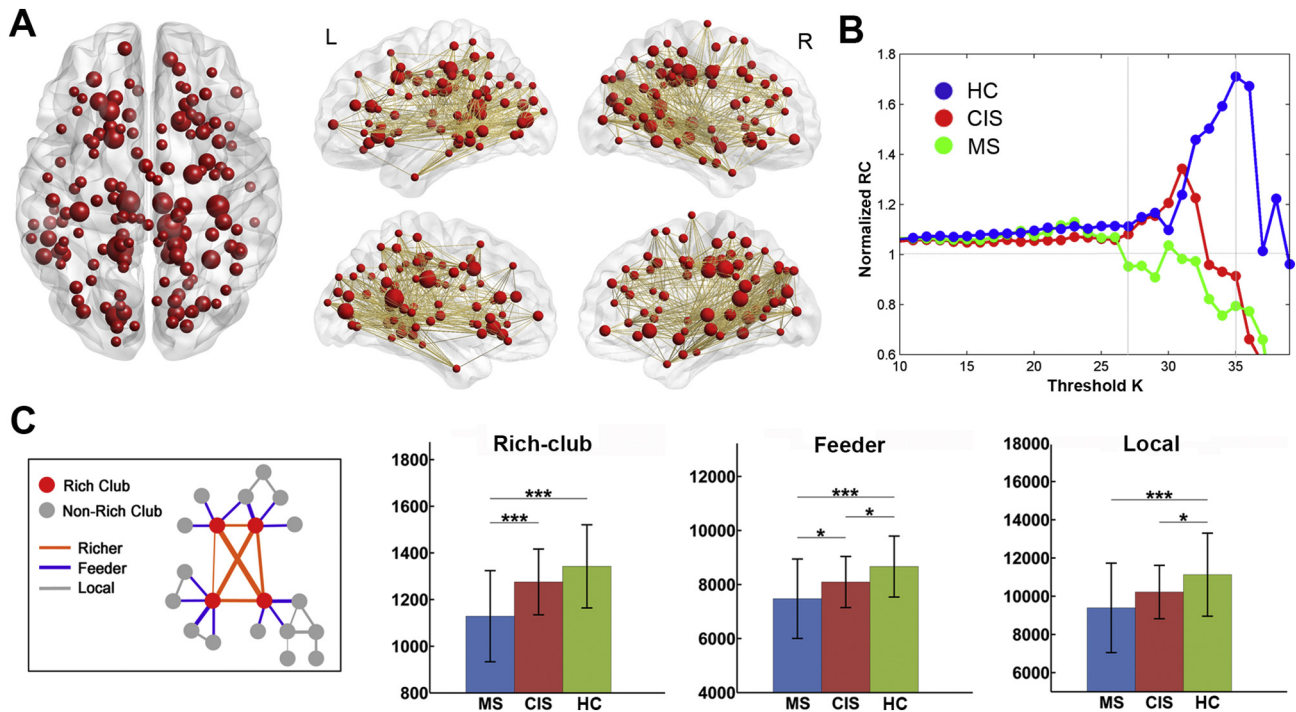 A
L
R
B
Normalized RC
1.8
1.6
1.4
1.2
1
0.8
0.6
HC
CIS
MS
10 15 20 25 30 35
Threshold K
C
Rich Club
Non-Rich Club
Richer
Feeder
Local
Rich-club
1800
1600
1400
1200
1000
800
***
***
MS CIS HC
Feeder
12000
10000
8000
6000
4000
***
*
*
MS CIS HC
Local
18000
16000
14000
12000
10000
8000
6000
***
*
MS CIS HC